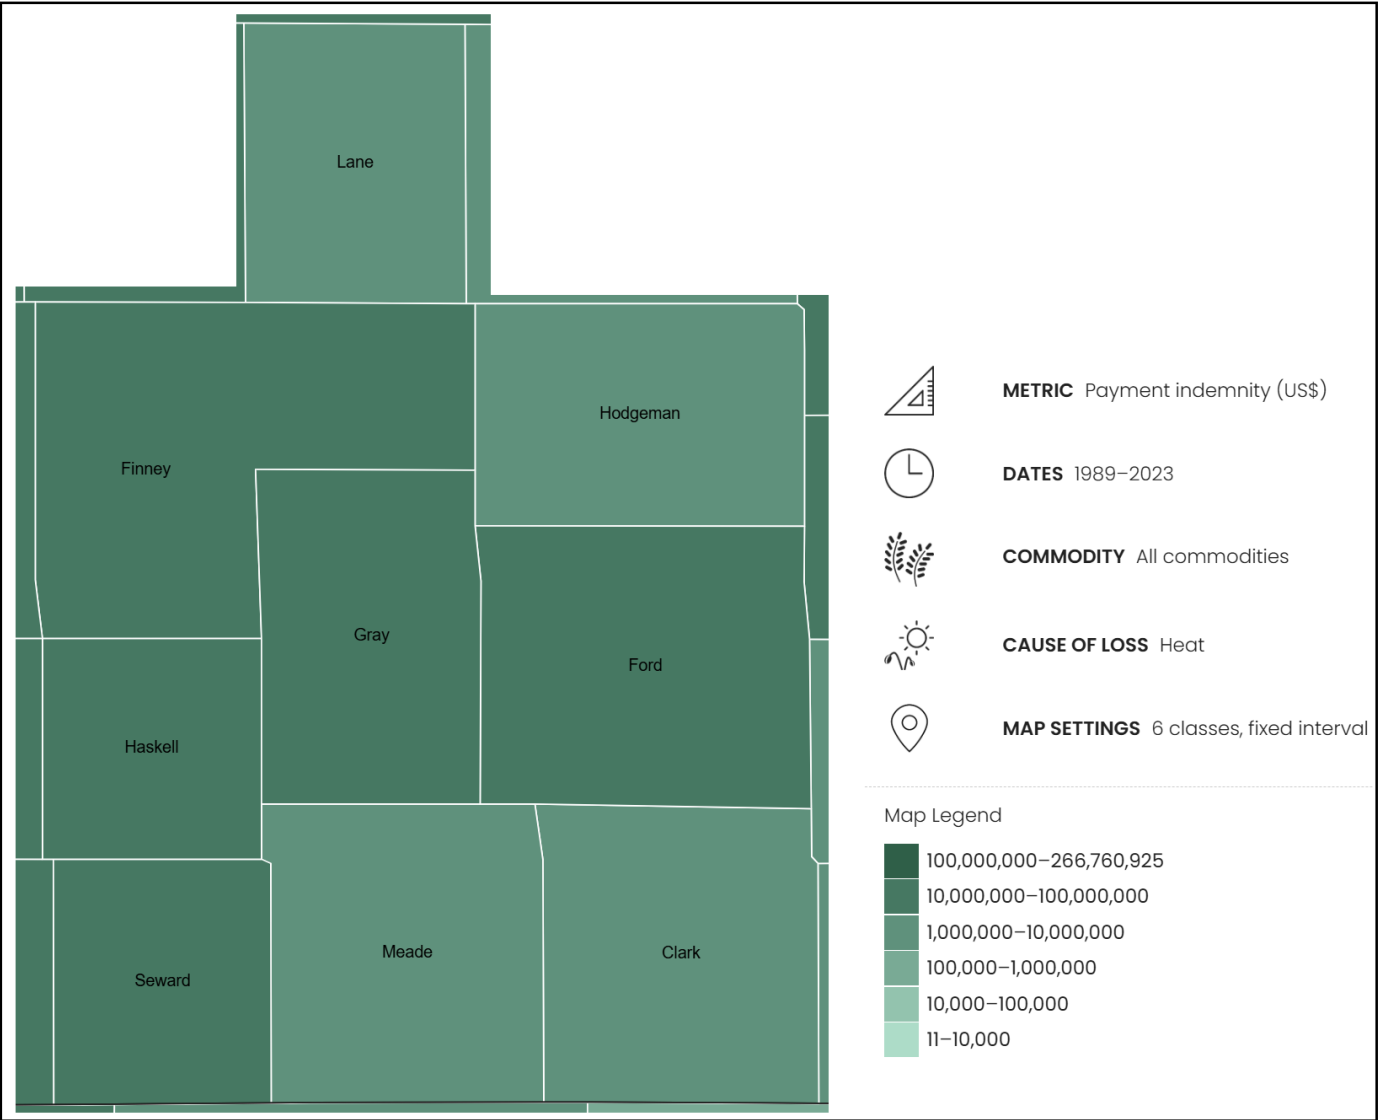 Lane
Hodgeman
Finney
Gray
Ford
Haskell
Meade
Clark
Seward
METRIC Payment indemnity (US$)
DATES 1989–2023
COMMODITY All commodities
CAUSE OF LOSS Heat
MAP SETTINGS 6 classes, fixed interval
Map Legend
100,000,000–266,760,925
10,000,000–100,000,000
1,000,000–10,000,000
100,000–1,000,000
10,000–100,000
11–10,000